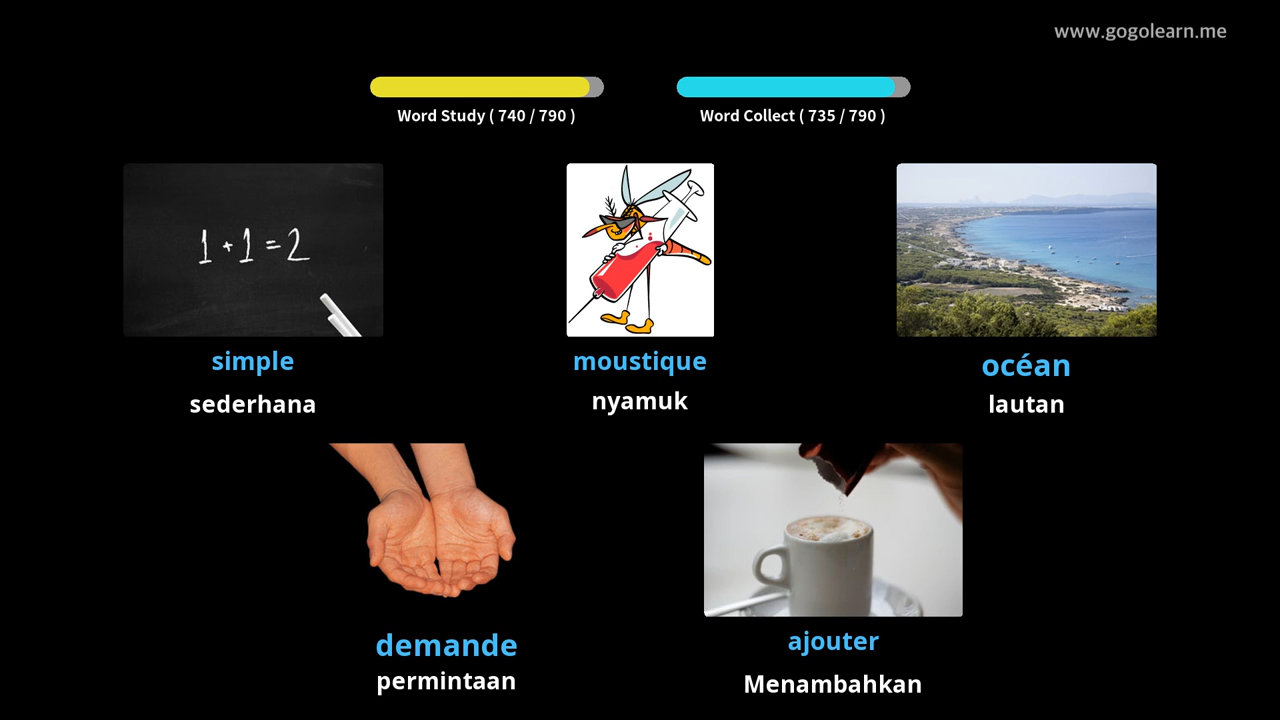 www.gogolearn.me
Word Study ( 740 / 790 )
Word Collect ( 735 / 790 )
1 + 1 = 2
simple
sederhana
moustique
nyamuk
océan
lautan
demande
permintaan
ajouter
Menambahkan